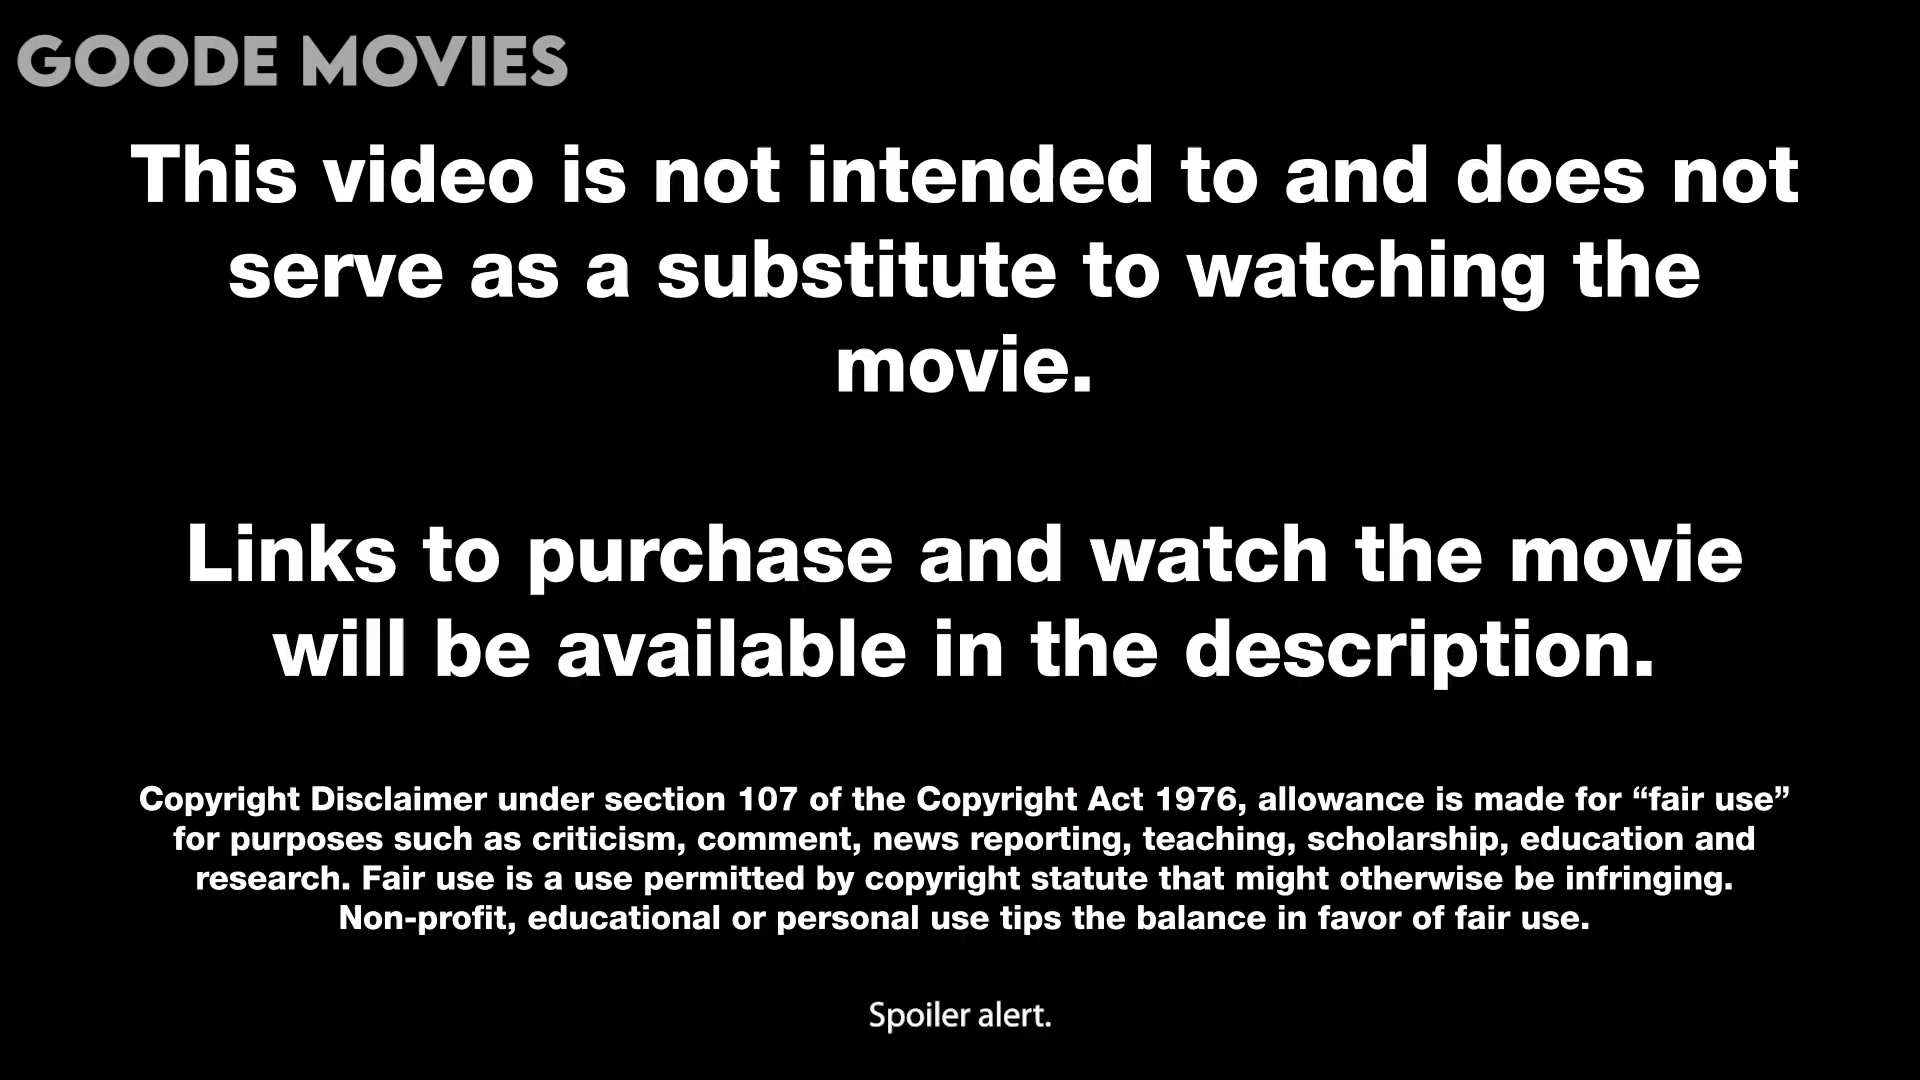 GOODE MOVIES
This video is not intended to and does not
serve as a substitute to watching the
movie.
Links to purchase and watch the movie
will be available in the description.
Copyright Disclaimer under section 107 of the Copyright Act 1976, allowance is made for “fair use”
for purposes such as criticism, comment, news reporting, teaching, scholarship, education and
research. Fair use is a use permitted by copyright statute that might otherwise be infringing.
Non-profit, educational or personal use tips the balance in favor of fair use.
Spoiler alert.